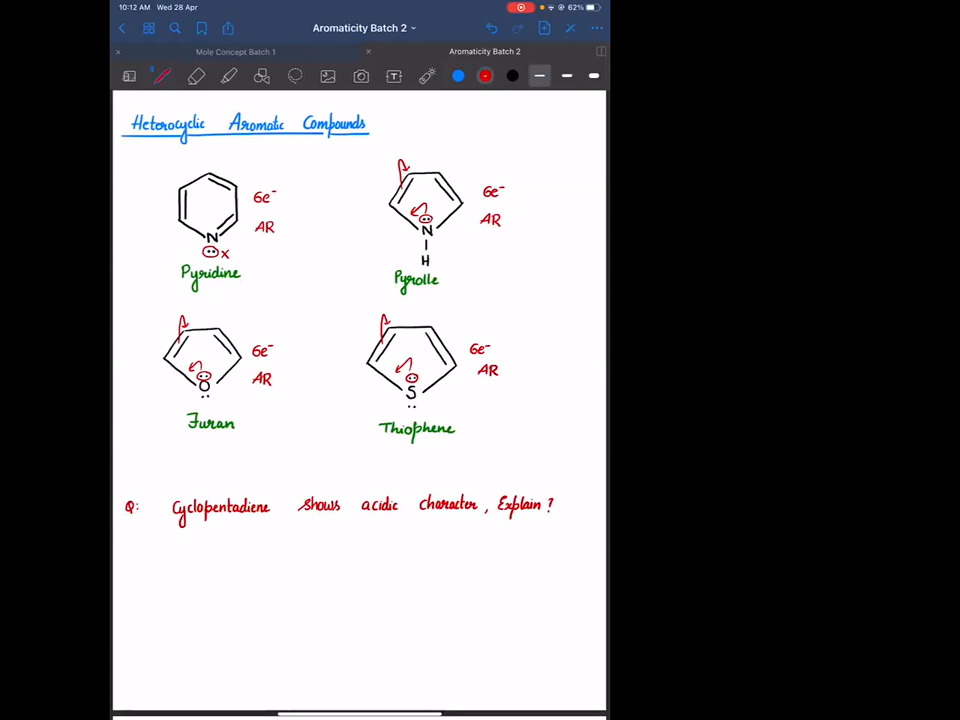 10:12 AM Wed 28 Apr
62%
Aromaticity Batch 2
Mole Concept Batch 1
Aromaticity Batch 2
Heterocyclic Aromatic Compounds
6e⁻
AR
N
x
Pyridine
6e⁻
AR
N
H
Pyrolle
6e⁻
AR
O
Furan
6e⁻
AR
S
Thiophene
Q: Cyclopentadiene shows acidic character, Explain?